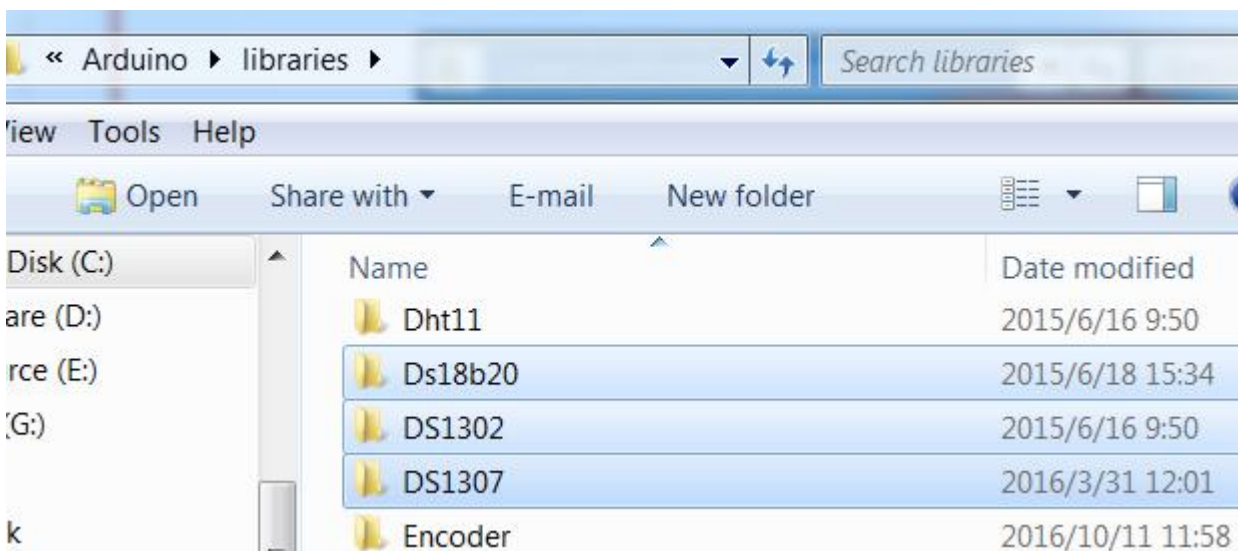 « Arduino ▸ libraries ▸ Search libraries
iew Tools Help
Open Share with ▾ E-mail New folder
Disk (C:) Name Date modified
are (D:) Dht11 2015/6/16 9:50
rce (E:) Ds18b20 2015/6/18 15:34
(G:) DS1302 2015/6/16 9:50
DS1307 2016/3/31 12:01
k Encoder 2016/10/11 11:58